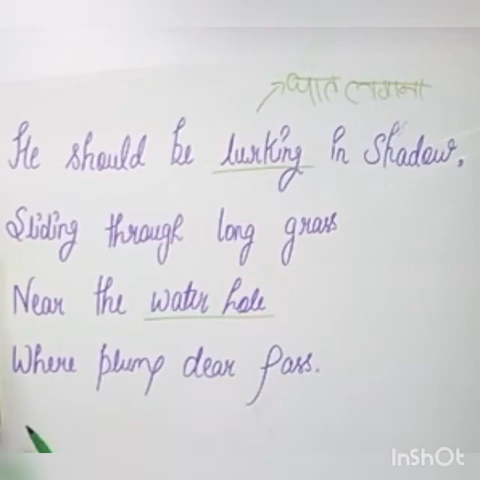 घात लगाना
He should be lurking in Shadow,
Sliding through long grass
Near the water hole
Where plump dear pass.
InShOt